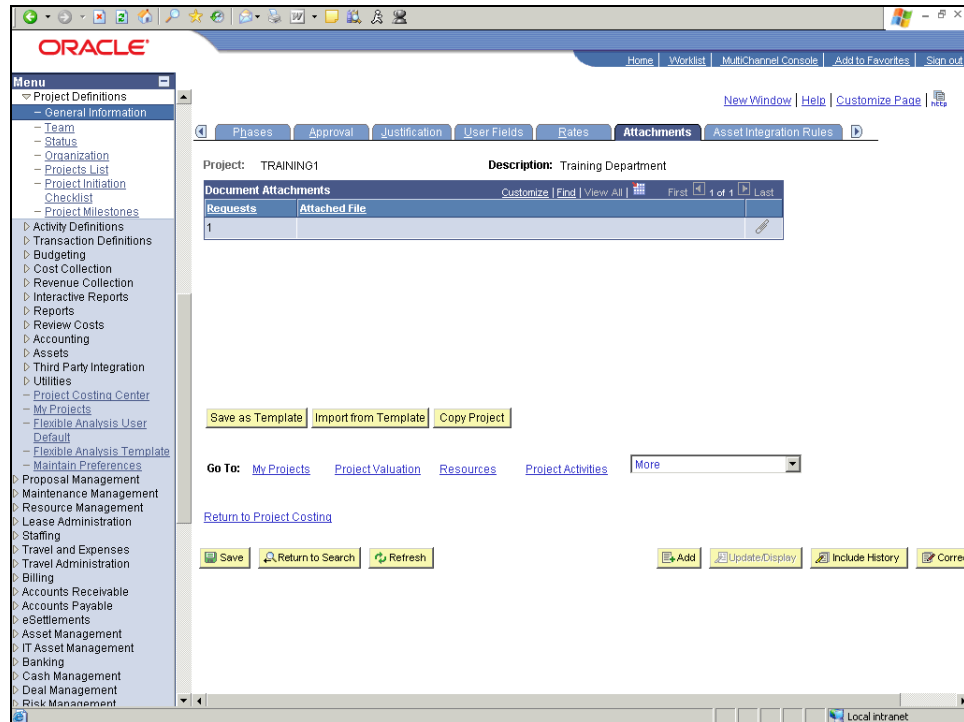 ORACLE'
Home | Worklist | MultiChannel Console | Add to Favorites | Sign out
Menu
Project Definitions
– General Information
– Team
– Status
– Organization
– Projects List
– Project Initiation
Checklist
– Project Milestones
Activity Definitions
Transaction Definitions
Budgeting
Cost Collection
Revenue Collection
Interactive Reports
Reports
Review Costs
Accounting
Assets
Third Party Integration
Utilities
– Project Costing Center
– My Projects
– Flexible Analysis User
Default
– Flexible Analysis Template
– Maintain Preferences
Proposal Management
Maintenance Management
Resource Management
Lease Administration
Staffing
Travel and Expenses
Travel Administration
Billing
Accounts Receivable
Accounts Payable
eSettlements
Asset Management
IT Asset Management
Banking
Cash Management
Deal Management
Risk Management
New Window | Help | Customize Page | http
Phases Approval Justification User Fields Rates Attachments Asset Integration Rules
Project: TRAINING1 Description: Training Department
Document Attachments Customize | Find | View All | First 1 of 1 Last
Requests Attached File
1
Save as Template Import from Template Copy Project
Go To: My Projects Project Valuation Resources Project Activities More
Return to Project Costing
Save Return to Search Refresh Add Update/Display Include History Corre
Local intranet